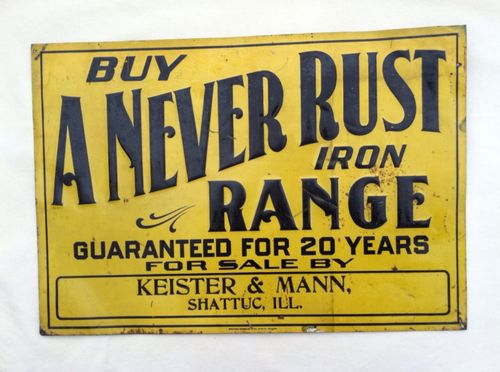 BUY
A NEVER RUST
IRON
RANGE
GUARANTEED FOR 20 YEARS
FOR SALE BY
KEISTER & MANN,
SHATTUC, ILL.